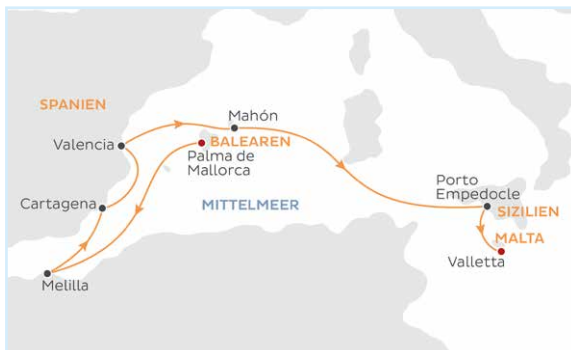 SPANIEN
Mahón
Valencia
BALEAREN
Palma de
Mallorca
Cartagena
MITTELMEER
Porto
Empedocle
SIZILIEN
MALTA
Valletta
Melilla